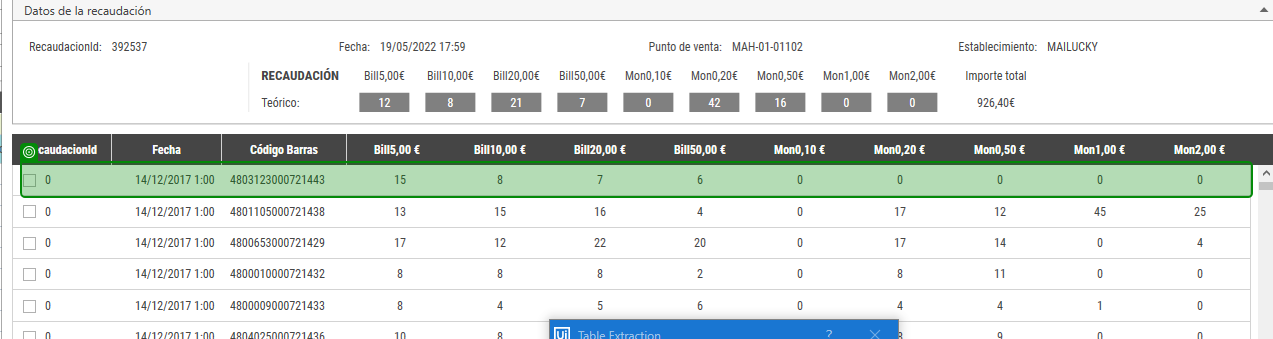 Datos de la recaudación
RecaudacionId: 392537 Fecha: 19/05/2022 17:59 Punto de venta: MAH-01-01102 Establecimiento: MAILUCKY
RECAUDACIÓN Bill5,00€ Bill10,00€ Bill20,00€ Bill50,00€ Mon0,10€ Mon0,20€ Mon0,50€ Mon1,00€ Mon2,00€ Importe total
Teórico: 12 8 21 7 0 42 16 0 0 926,40€
caudacionId Fecha Código Barras Bill5,00 € Bill10,00 € Bill20,00 € Bill50,00 € Mon0,10 € Mon0,20 € Mon0,50 € Mon1,00 € Mon2,00 €
0 14/12/2017 1:00 4803123000721443 15 8 7 6 0 0 0 0 0
0 14/12/2017 1:00 4801105000721438 13 15 16 4 0 17 12 45 25
0 14/12/2017 1:00 4800653000721429 17 12 22 20 0 17 14 0 4
0 14/12/2017 1:00 4800010000721432 8 8 8 2 0 8 11 0 0
0 14/12/2017 1:00 4800009000721433 8 4 5 6 0 4 4 1 0
0 14/12/2017 1:00 4804025000721436 10 8 9 0 0
Ui Table Extraction ?